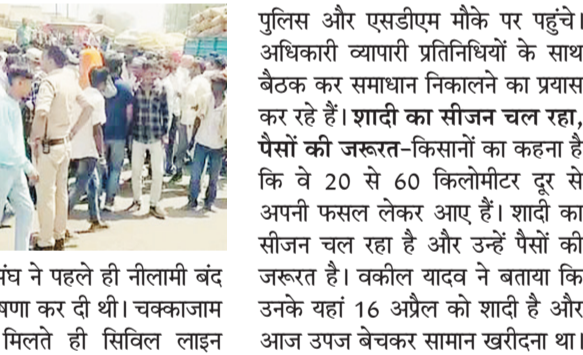 संघ ने पहले ही नीलामी बंद
षणा कर दी थी। चक्काजाम
मिलते ही सिविल लाइन
पुलिस और एसडीएम मौके पर पहुंचे।
अधिकारी व्यापारी प्रतिनिधियों के साथ
बैठक कर समाधान निकालने का प्रयास
कर रहे हैं। शादी का सीजन चल रहा,
पैसों की जरूरत-किसानों का कहना है
कि वे 20 से 60 किलोमीटर दूर से
अपनी फसल लेकर आए हैं। शादी का
सीजन चल रहा है और उन्हें पैसों की
जरूरत है। वकील यादव ने बताया कि
उनके यहां 16 अप्रैल को शादी है और
आज उपज बेचकर सामान खरीदना था।